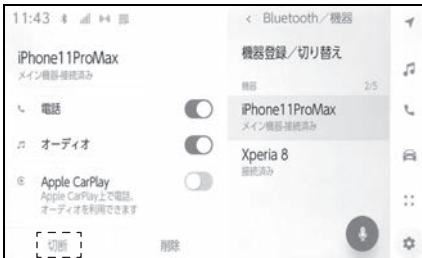 11:43
iPhone11ProMax
メイン機器-接続済み
電話
オーディオ
Apple CarPlay
Apple CarPlay上で電話、
オーディオを利用できます
切断
削除
< Bluetooth／機器
機器登録／切り替え
機器
2/5
iPhone11ProMax
メイン機器-接続済み
Xperia 8
接続済み